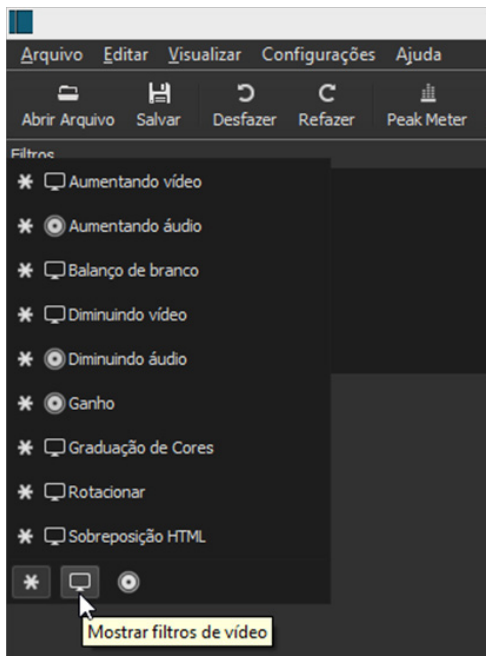 Arquivo Editar Visualizar Configurações Ajuda
Abrir Arquivo Salvar Desfazer Refazer Peak Meter
Filtros
Aumentando vídeo
Aumentando áudio
Balanço de branco
Diminuindo vídeo
Diminuindo áudio
Ganho
Graduação de Cores
Rotacionar
Sobreposição HTML
Mostrar filtros de vídeo